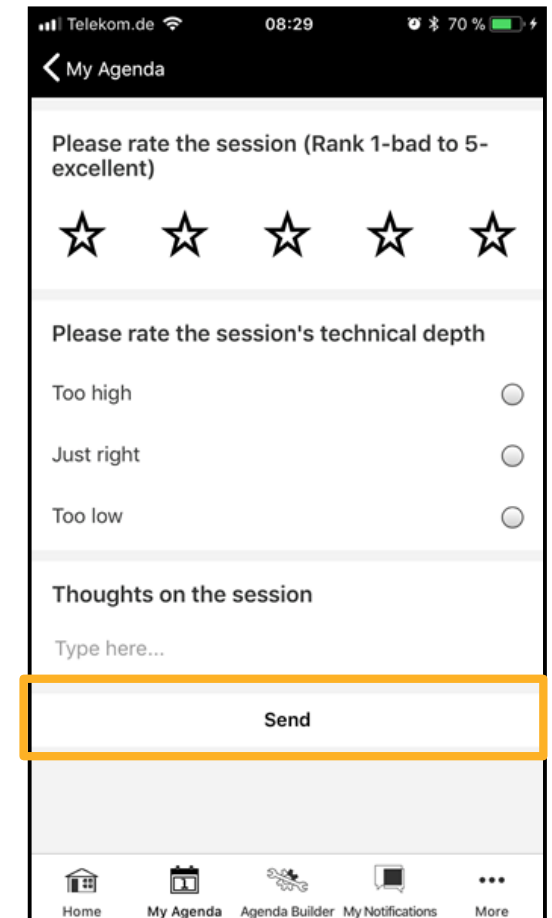 Telekom.de 08:29 70 %
My Agenda
Please rate the session (Rank 1-bad to 5-
excellent)
Please rate the session's technical depth
Too high
Just right
Too low
Thoughts on the session
Type here...
Send
1
Home My Agenda Agenda Builder My Notifications More